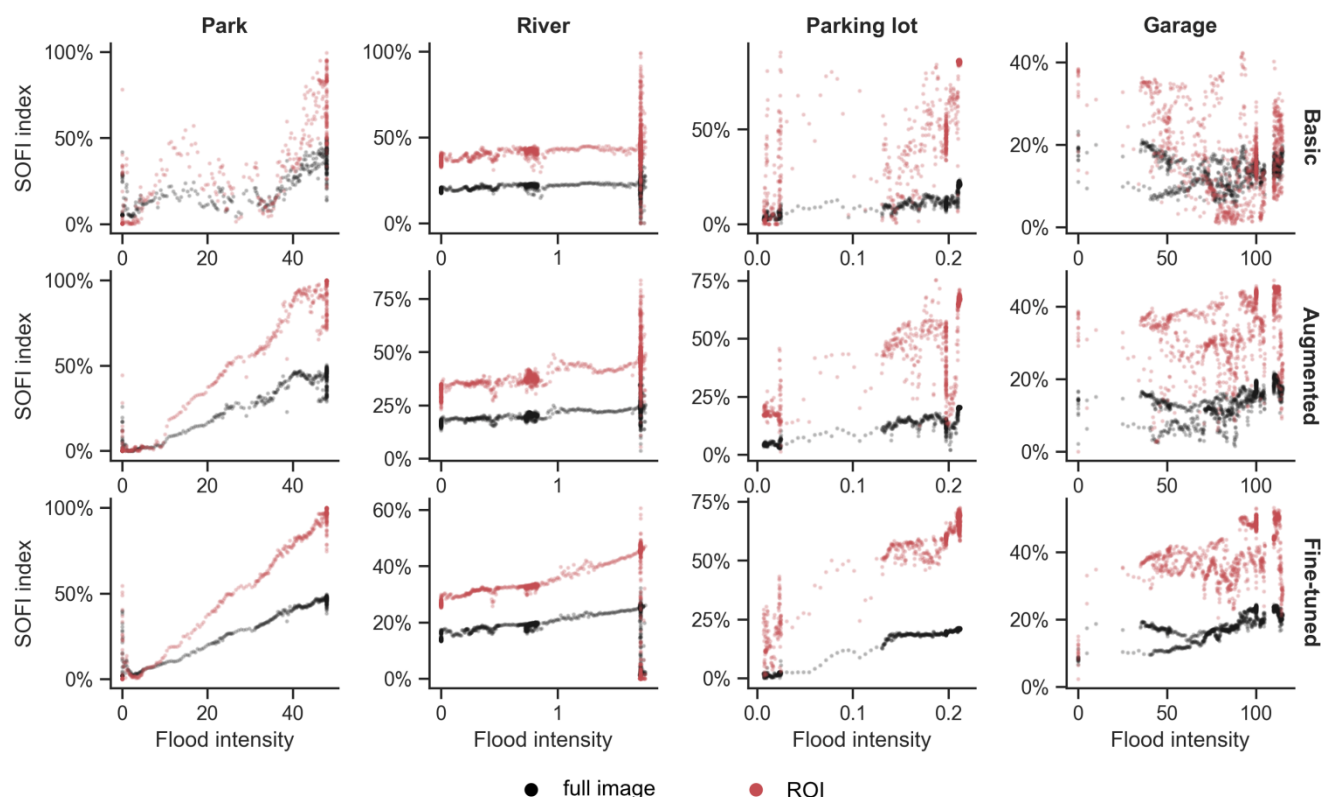 Park River Parking lot Garage
100% 100% 40%
50% 50% 50% 20%
0% 0% 0% 0%
SOFI index
Basic
0 20 40 0 1 0.0 0.1 0.2 0 50 100
100% 75% 75% 40%
50% 50% 50% 20%
25% 25%
0% 0% 0% 0%
SOFI index
Augmented
0 20 40 0 1 0.0 0.1 0.2 50 100
100% 60% 75% 40%
50% 40% 50% 20%
20% 25%
0% 0% 0% 0%
SOFI index
Fine-tuned
0 20 40 0 1 0.0 0.1 0.2 0 50 100
Flood intensity Flood intensity Flood intensity Flood intensity
full image ROI